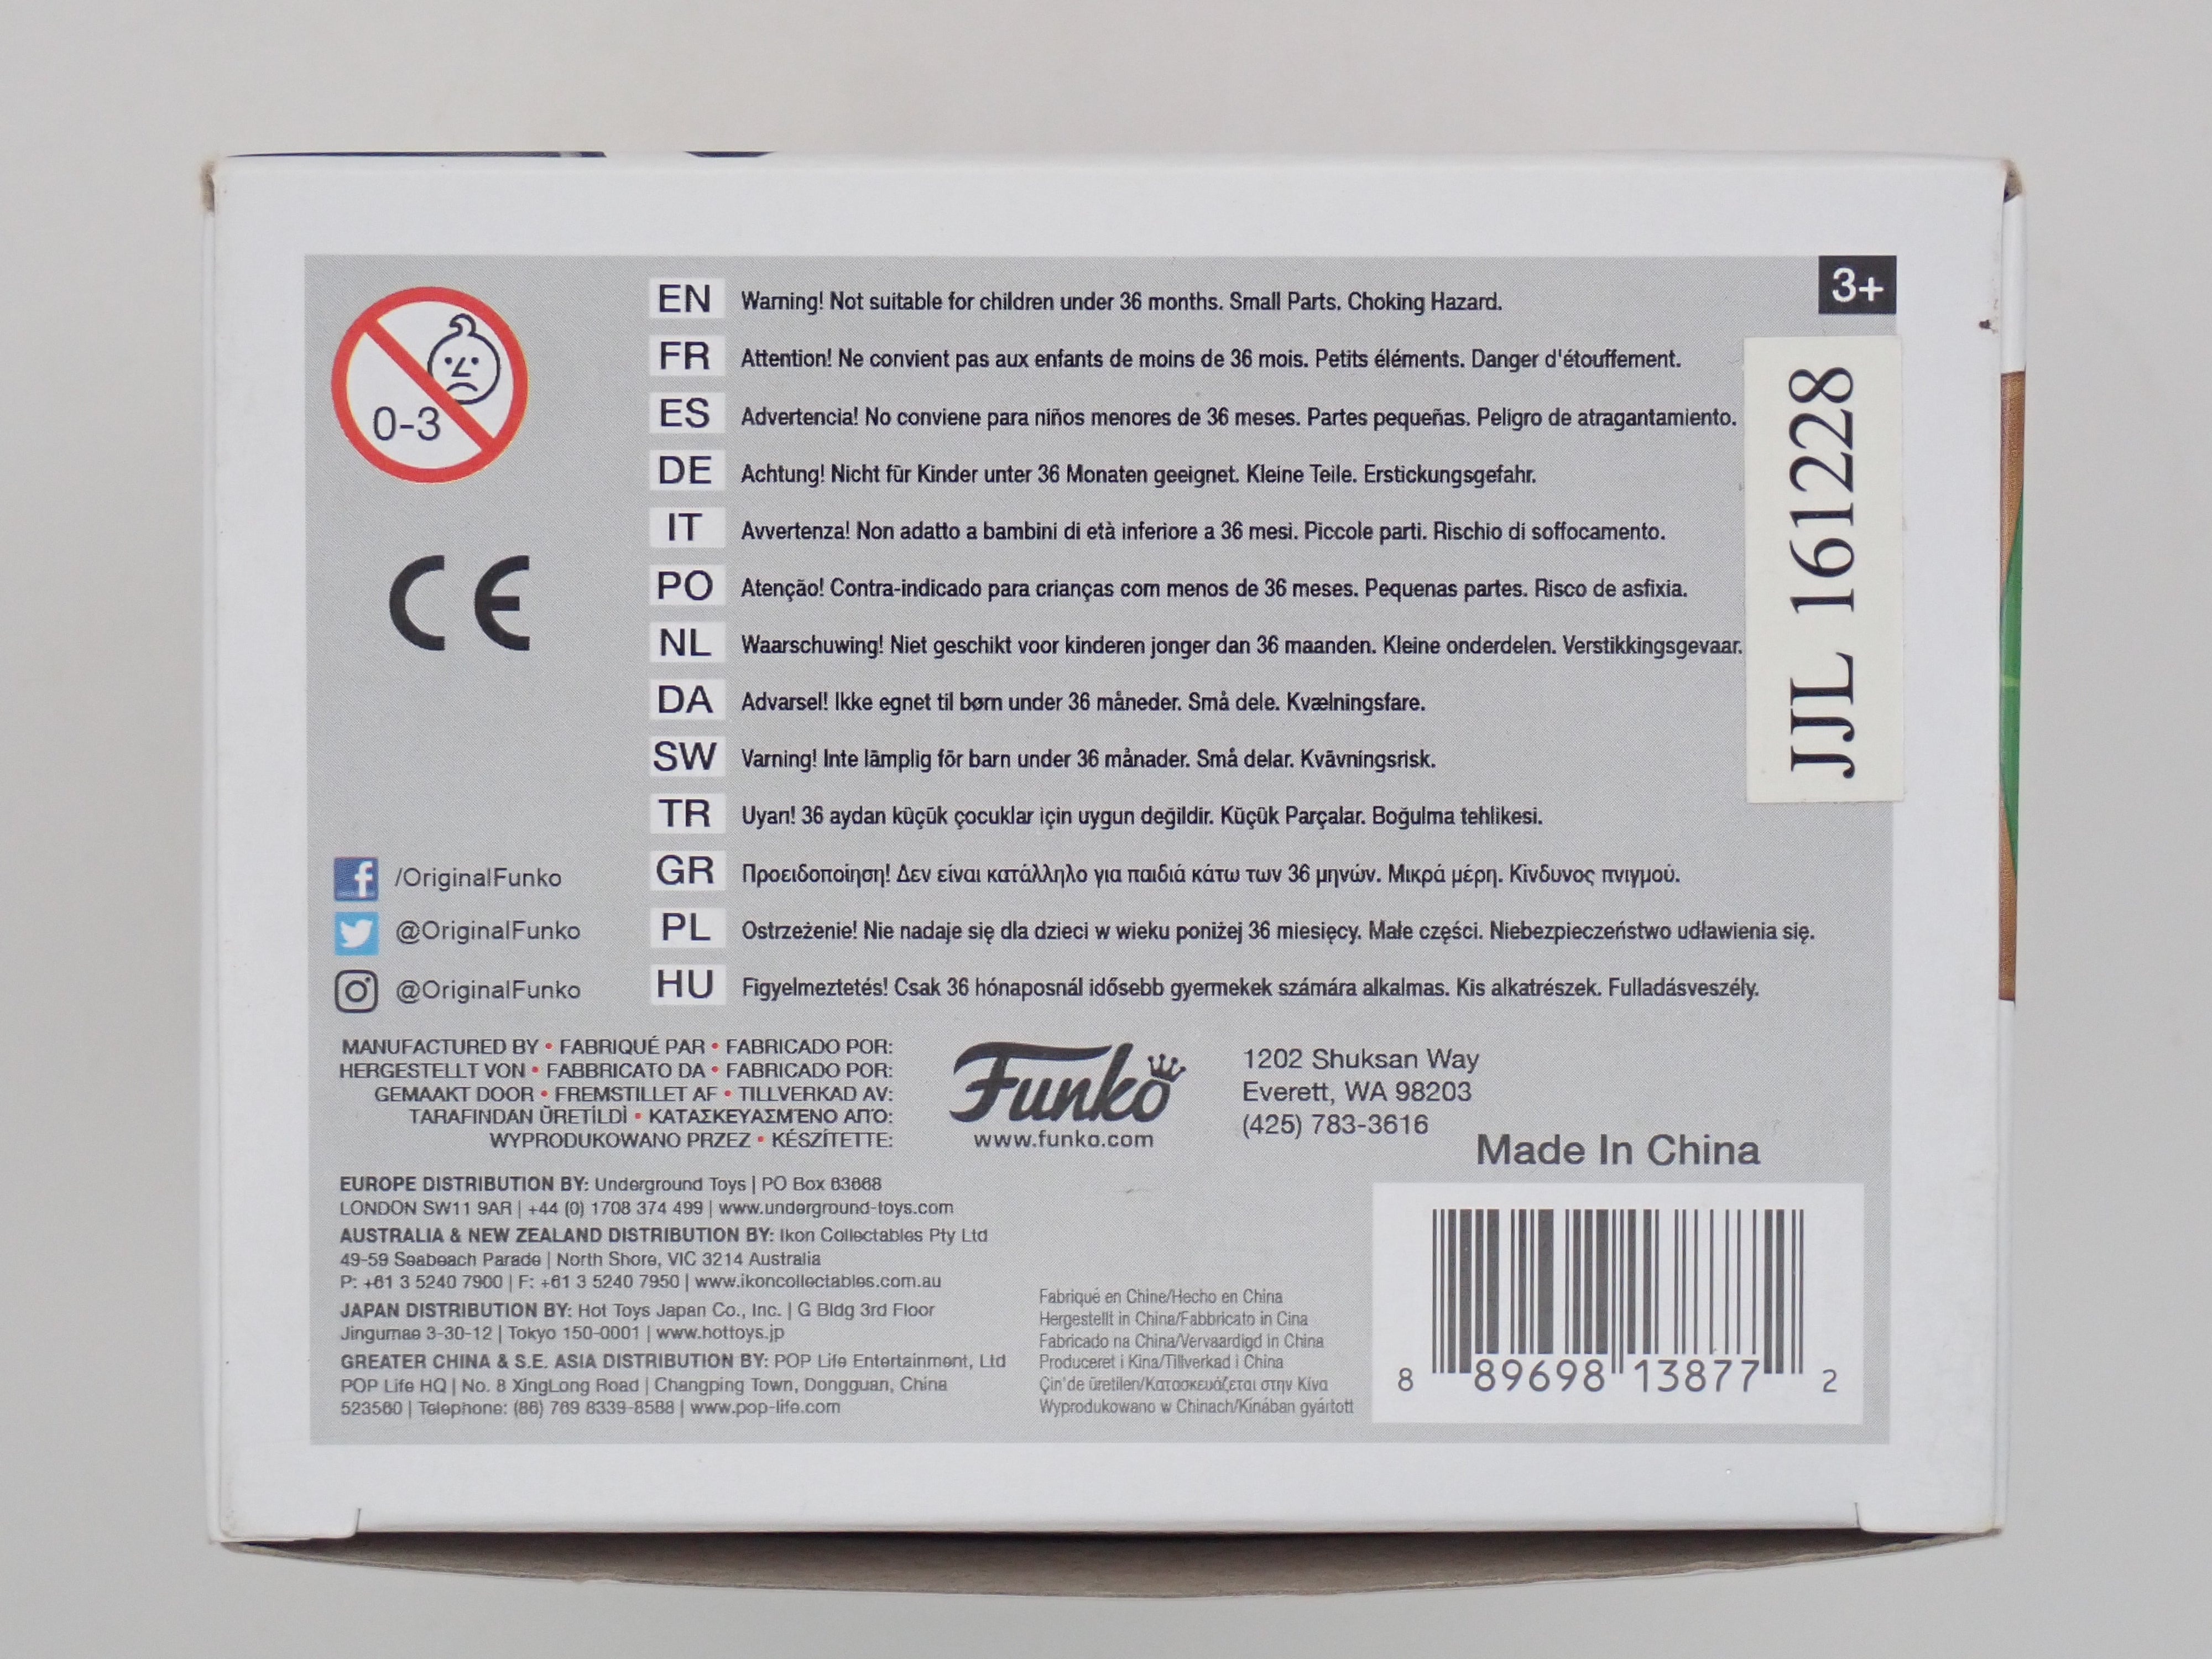 3+
0-3
EN Warning! Not suitable for children under 36 months. Small Parts. Choking Hazard.
FR Attention! Ne convient pas aux enfants de moins de 36 mois. Petits éléments. Danger d'étouffement.
ES Advertencia! No conviene para niños menores de 36 meses. Partes pequeñas. Peligro de atragantamiento.
DE Achtung! Nicht für Kinder unter 36 Monaten geeignet. Kleine Teile. Erstickungsgefahr.
IT Avvertenza! Non adatto a bambini di età inferiore a 36 mesi. Piccole parti. Rischio di soffocamento.
PO Atenção! Contra-indicado para crianças com menos de 36 meses. Pequenas partes. Risco de asfixia.
NL Waarschuwing! Niet geschikt voor kinderen jonger dan 36 maanden. Kleine onderdelen. Verstikkingsgevaar.
DA Advarsel! Ikke egnet til børn under 36 måneder. Små dele. Kvælningsfare.
SW Varning! Inte lämplig för barn under 36 månader. Små delar. Kvävningsrisk.
TR Uyarı! 36 aydan küçük çocuklar için uygun değildir. Küçük Parçalar. Boğulma tehlikesi.
GR Προειδοποίηση! Δεν είναι κατάλληλο για παιδιά κάτω των 36 μηνών. Μικρά μέρη. Κίνδυνος πνιγμού.
PL Ostrzeżenie! Nie nadaje się dla dzieci w wieku poniżej 36 miesięcy. Małe części. Niebezpieczeństwo udławienia się.
HU Figyelmeztetés! Csak 36 hónaposnál idősebb gyermekek számára alkalmas. Kis alkatrészek. Fulladásveszély.
JJL 161228
CE
/OriginalFunko
@OriginalFunko
@OriginalFunko
MANUFACTURED BY • FABRIQUÉ PAR • FABRICADO POR:
HERGESTELLT VON • FABBRICATO DA • FABRICADO POR:
GEMAAKT DOOR • FREMSTILLET AF • TILLVERKAD AV:
TARAFINDAN ÜRETİLDİ • ΚΑΤΑΣΚΕΥΑΣΜΈΝΟ ΑΠΌ:
WYPRODUKOWANO PRZEZ • KÉSZÍTETTE:
Funko
www.funko.com
1202 Shuksan Way
Everett, WA 98203
(425) 783-3616
Made In China
EUROPE DISTRIBUTION BY: Underground Toys | PO Box 63668
LONDON SW11 9AR | +44 (0) 1708 374 499 | www.underground-toys.com
AUSTRALIA & NEW ZEALAND DISTRIBUTION BY: Ikon Collectables Pty Ltd
49-59 Seabeach Parade | North Shore, VIC 3214 Australia
P: +61 3 5240 7900 | F: +61 3 5240 7950 | www.ikoncollectables.com.au
JAPAN DISTRIBUTION BY: Hot Toys Japan Co., Inc. | G Bldg 3rd Floor
Jingumae 3-30-12 | Tokyo 150-0001 | www.hottoys.jp
GREATER CHINA & S.E. ASIA DISTRIBUTION BY: POP Life Entertainment, Ltd
POP Life HQ | No. 8 XingLong Road | Changping Town, Dongguan, China
523560 | Telephone: (86) 769 8339-8588 | www.pop-life.com
Fabriqué en Chine/Hecho en China
Hergestellt in China/Fabbricato in Cina
Fabricado na China/Vervaardigd in China
Produceret i Kina/Tillverkad i China
Çin'de üretilen/Κατασκευάζεται στην Κίνα
Wyprodukowano w Chinach/Kínában gyártott
8 89698 13877 2